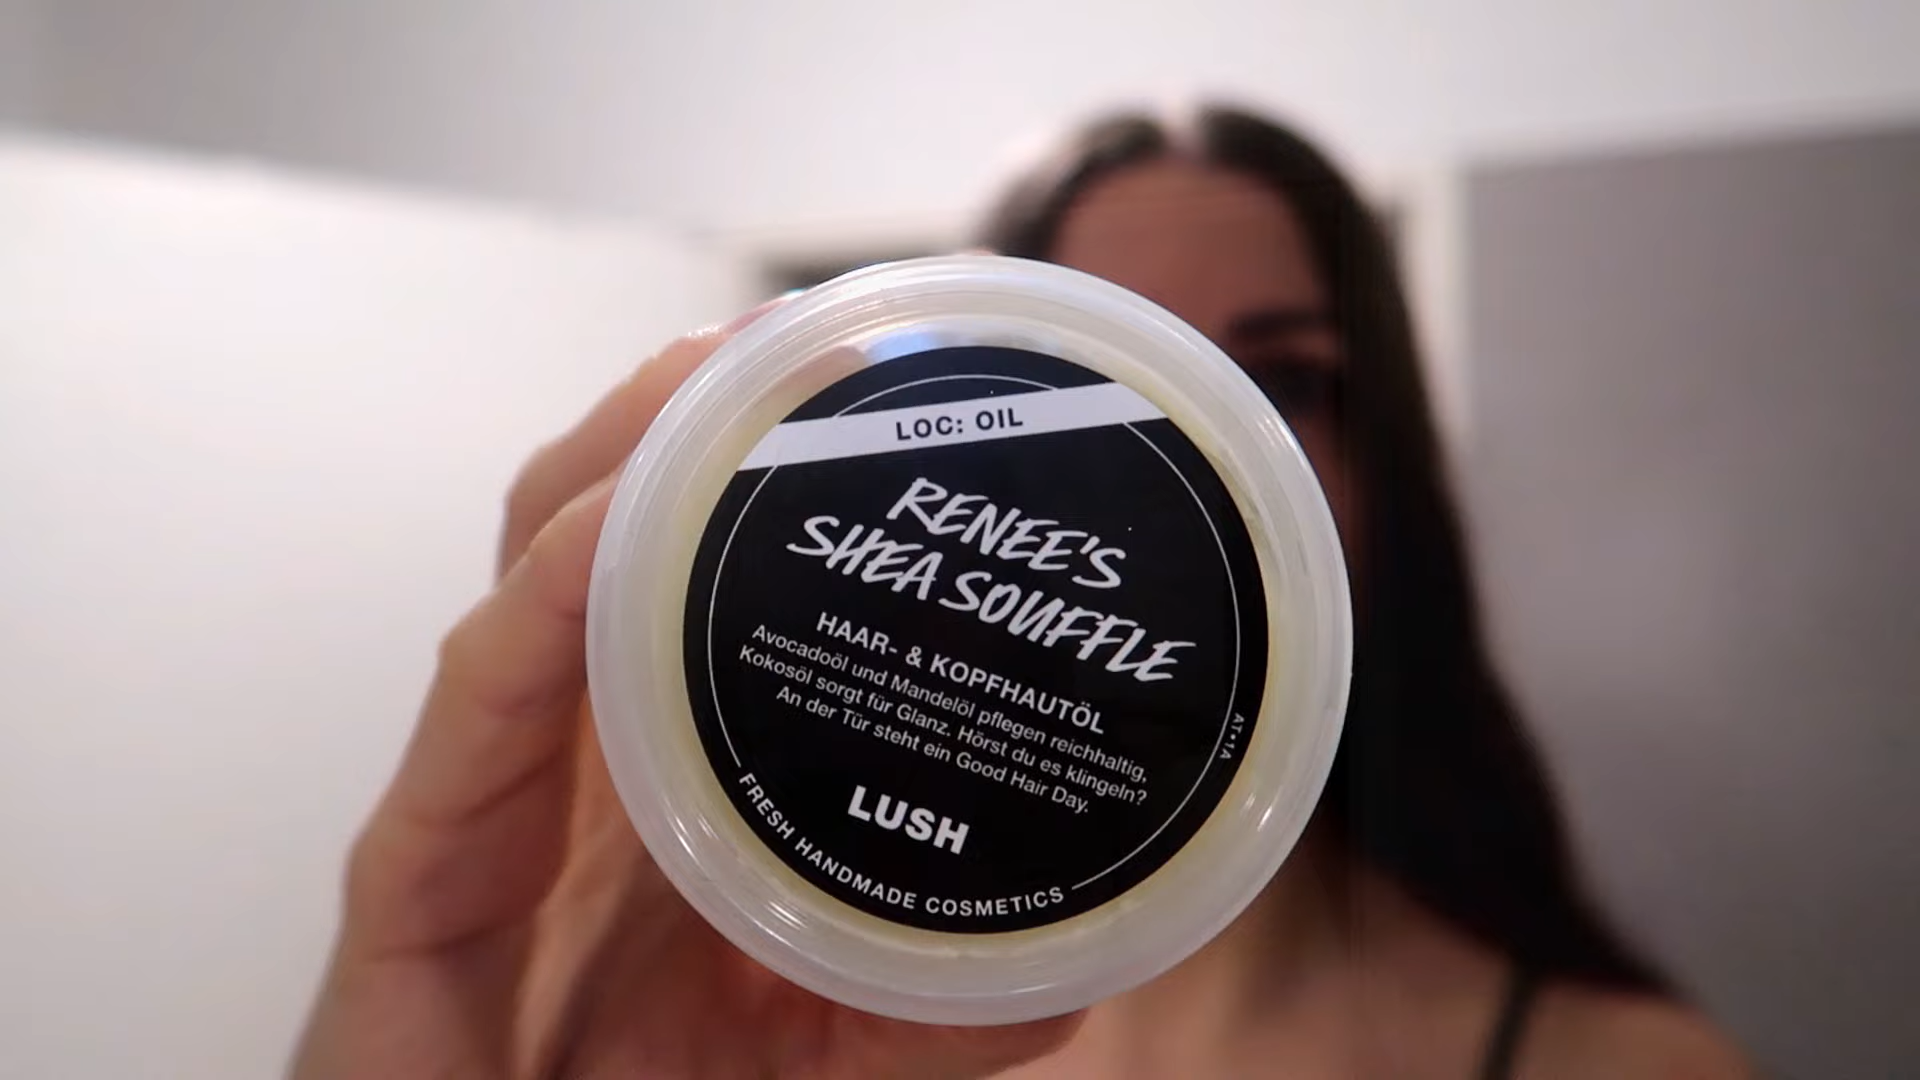 LOC: OIL
RENEE'S
SHEA SOUFFLE
HAAR- & KOPFHAUTÖL
Avocadoöl und Mandelöl pflegen reichhaltig,
Kokosöl sorgt für Glanz. Hörst du es klingeln?
An der Tür steht ein Good Hair Day.
LUSH
FRESH HANDMADE COSMETICS
AT•1A